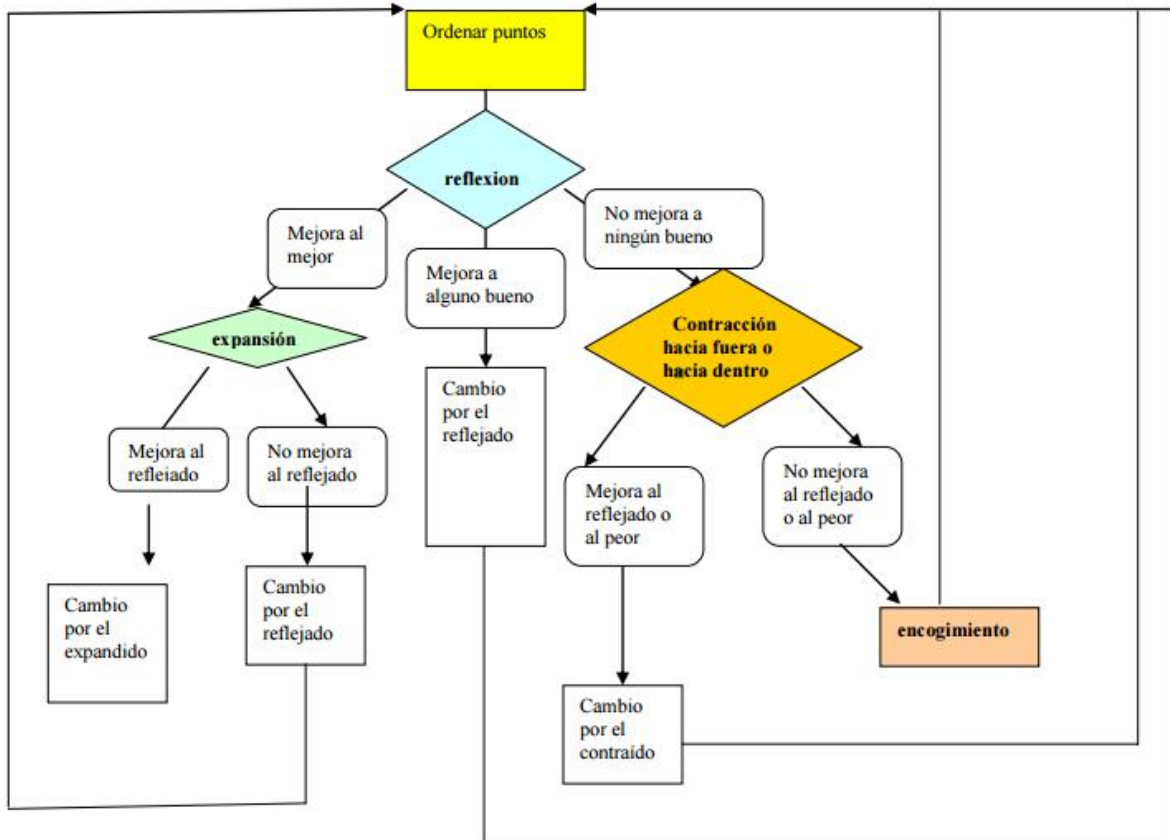 Ordenar puntos
reflexion
Mejora al
mejor
Mejora a
alguno bueno
No mejora a
ningún bueno
expansión
Contracción
hacia fuera o
hacia dentro
Cambio
por el
reflejado
Mejora al
refleiado
No mejora
al reflejado
Mejora al
reflejado o
al peor
No mejora
al reflejado
o al peor
Cambio
por el
expandido
Cambio
por el
reflejado
encogimiento
Cambio
por el
contraído